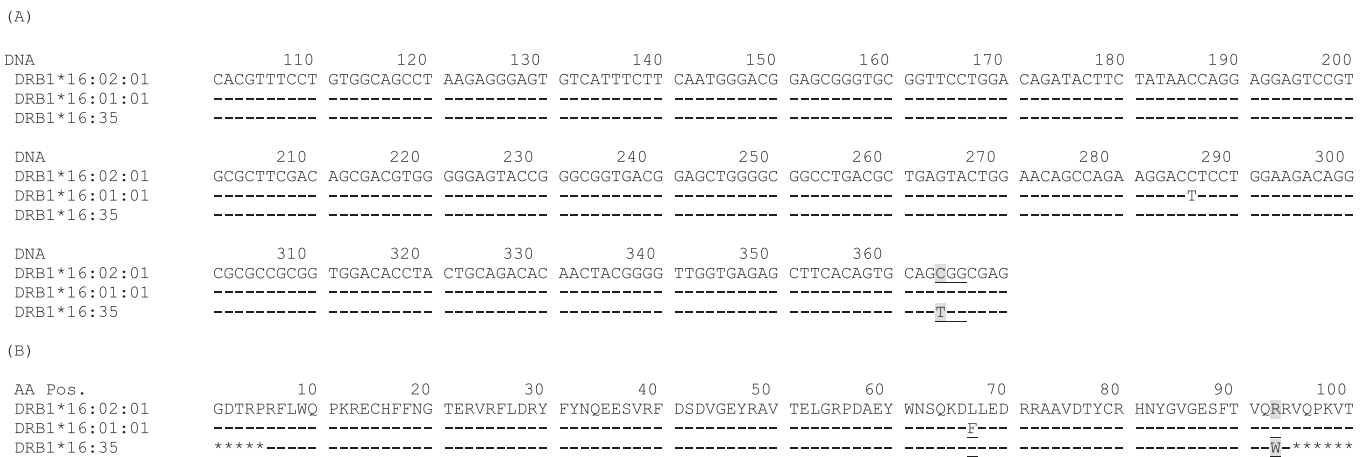 (A)
DNA 110 120 130 140 150 160 170 180 190 200
DRB1*16:02:01 CACGTTTCCT GTGGCAGCCT AAGAGGGAGT GTCATTTCTT CAATGGGACG GAGCGGGTGC GGTTCCTGGA CAGATACTTC TATAACCAGG AGGAGTCCGT
DRB1*16:01:01 ---------- ---------- ---------- ---------- ---------- ---------- ---------- ---------- ---------- ----------
DRB1*16:35 ---------- ---------- ---------- ---------- ---------- ---------- ---------- ---------- ---------- ----------
DNA 210 220 230 240 250 260 270 280 290 300
DRB1*16:02:01 GCGCTTCGAC AGCGACGTGG GGGAGTACCG GGCGGTGACG GAGCTGGGGC GGCCTGACGC TGAGTACTGG AACAGCCAGA AGGACCTCCT GGAAGACAGG
DRB1*16:01:01 ---------- ---------- ---------- ---------- ---------- ---------- ---------- ---------- -----T---- ----------
DRB1*16:35 ---------- ---------- ---------- ---------- ---------- ---------- ---------- ---------- ---------- ----------
DNA 310 320 330 340 350 360
DRB1*16:02:01 CGCGCCGCGG TGGACACCTA CTGCAGACAC AACTACGGGG TTGGTGAGAG CTTCACAGTG CAGCGGCGAG
DRB1*16:01:01 ---------- ---------- ---------- ---------- ---------- ---------- ----------
DRB1*16:35 ---------- ---------- ---------- ---------- ---------- ---------- ---T------
(B)
AA Pos. 10 20 30 40 50 60 70 80 90 100
DRB1*16:02:01 GDTRPRFLWQ PKRECHFFNG TERVRFLDRY FYNQEESVRF DSDVGEYRAV TELGRPDAEY WNSQKDLLED RRAAVDTYCR HNYGVGESFT VQRRVQPKVT
DRB1*16:01:01 ---------- ---------- ---------- ---------- ---------- ---------- ------F--- ---------- ---------- ----------
DRB1*16:35 *****----- ---------- ---------- ---------- ---------- ---------- ---------- ---------- ---------- --W-******